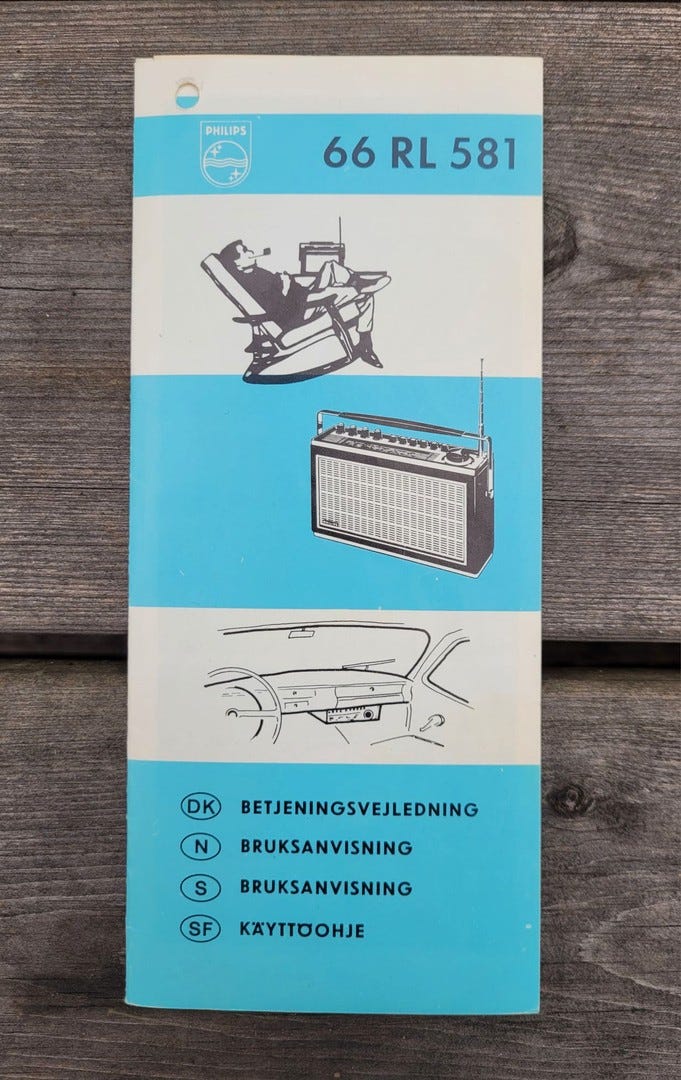 PHILIPS
66 RL 581
DK BETJENINGSVEJLEDNING
N BRUKSANVISNING
S BRUKSANVISNING
SF KÄYTTÖOHJE